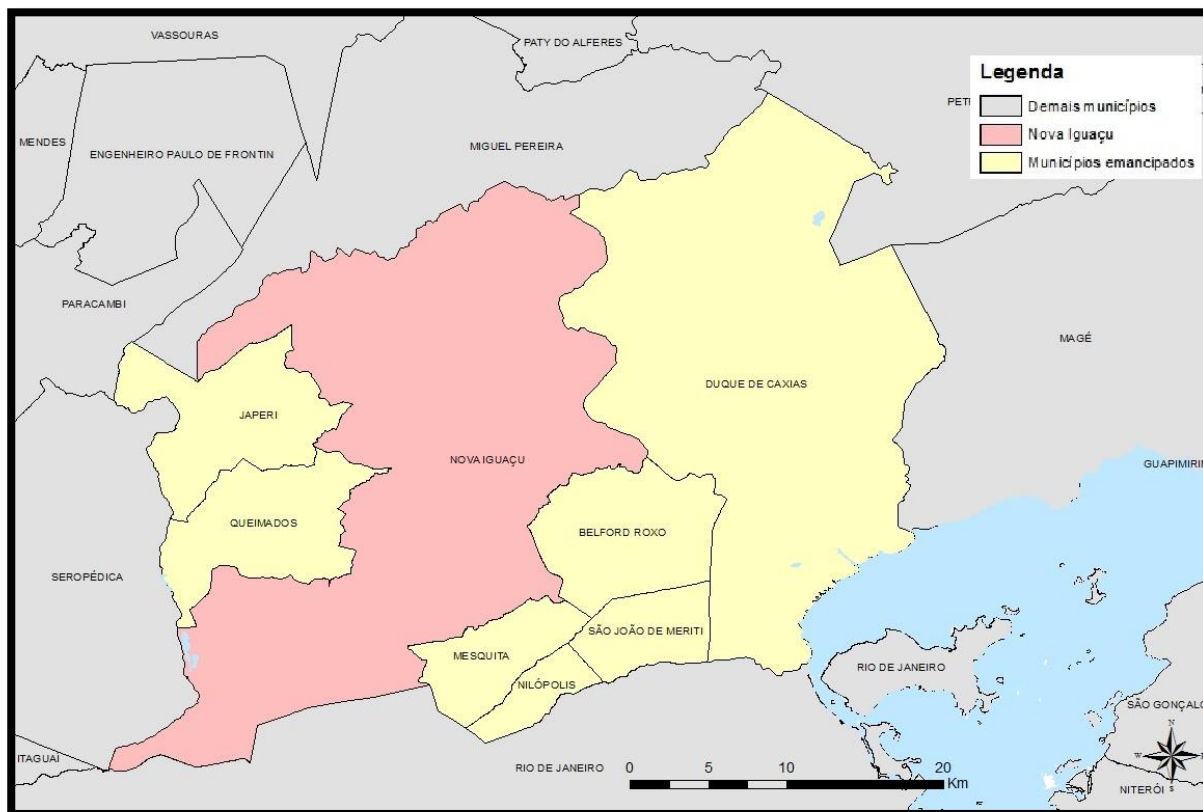 VASSOURAS
PATY DO ALFERES
Legenda
Demais municípios
Nova Iguaçu
Municípios emancipados
MENDES
ENGENHEIRO PAULO DE FRONTIN
MIGUEL PEREIRA
PARACAMBI
MAGÉ
DUQUE DE CAXIAS
JAPERI
NOVA IGUAÇU
GUAPIMIRIM
QUEIMADOS
BELFORD ROXO
SEROPÉDICA
SÃO JOÃO DE MERITI
MESQUITA
RIO DE JANEIRO
NILÓPOLIS
SÃO GONÇALO
N
W
S
ITAGUAÍ
RIO DE JANEIRO
0 5 10 20
Km
NITERÓI